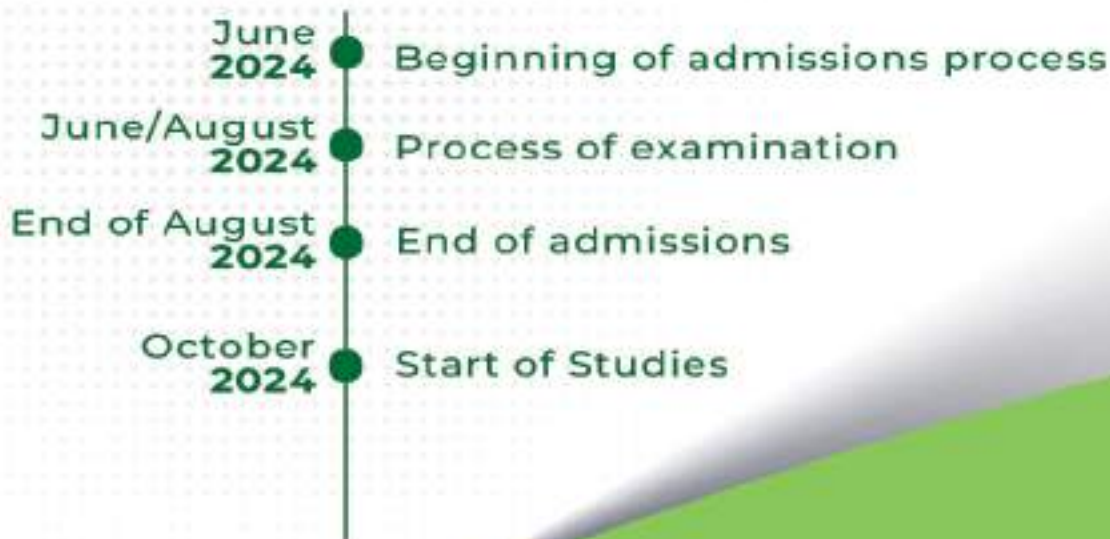 June
2024
Beginning of admissions process
June/August
2024
Process of examination
End of August
2024
End of admissions
October
2024
Start of Studies